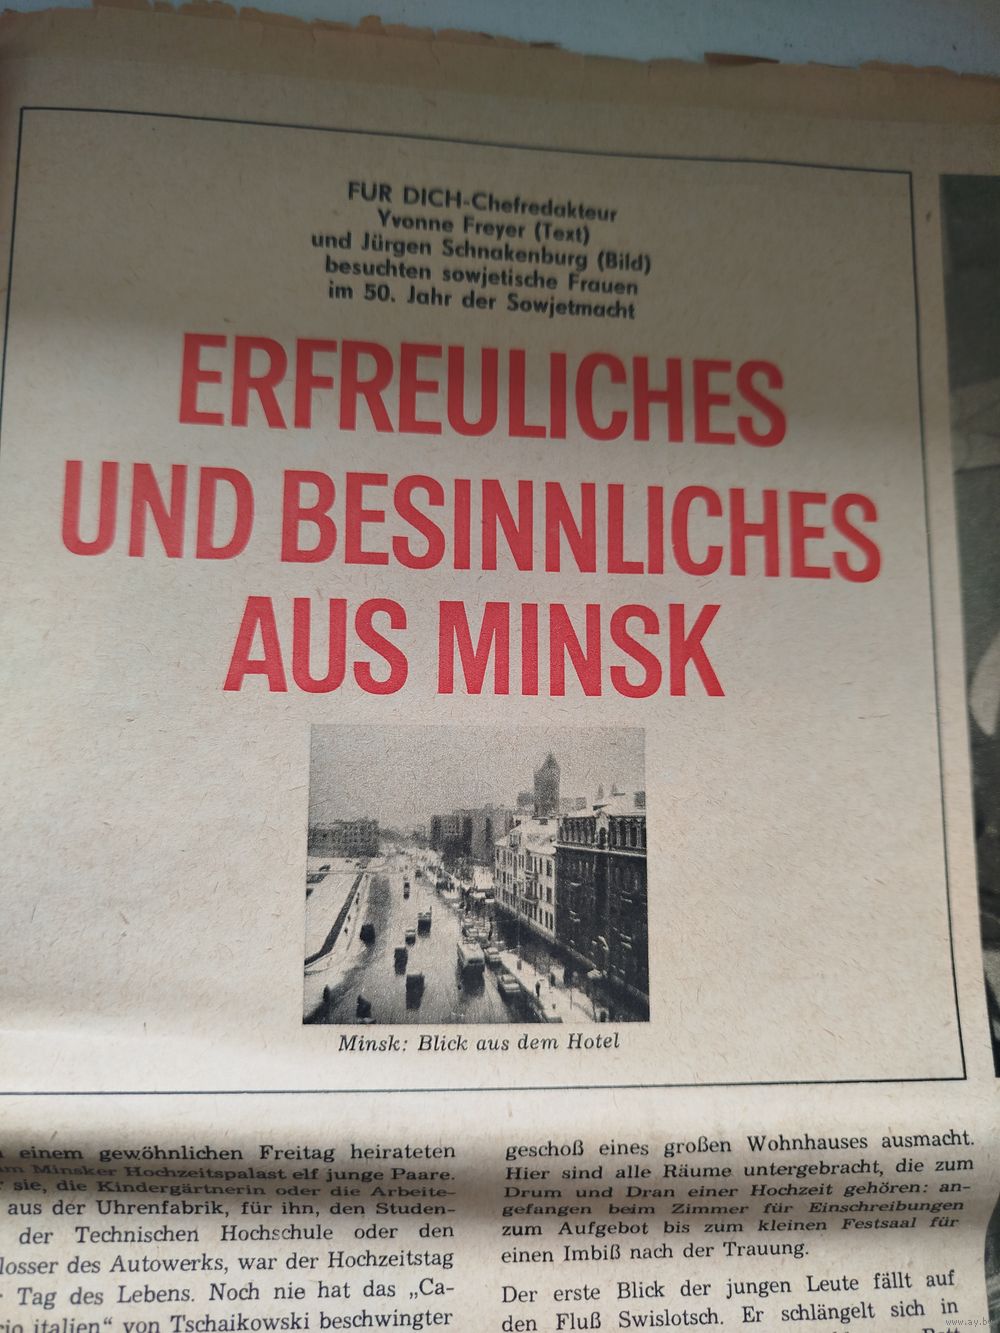 FUR DICH-Chefredakteur
Yvonne Freyer (Text)
und Jürgen Schnakenburg (Bild)
besuchten sowjetische Frauen
im 50. Jahr der Sowjetmacht
ERFREULICHES
UND BESINNLICHES
AUS MINSK
Minsk: Blick aus dem Hotel
einem gewöhnlichen Freitag heirateten
Minsker Hochzeitspalast elf junge Paare.
sie, die Kindergärtnerin oder die Arbeite-
aus der Uhrenfabrik, für ihn, den Studen-
der Technischen Hochschule oder den
losser des Autowerks, war der Hochzeitstag
Tag des Lebens. Noch nie hat das „Ca-
italien“ von Tschaikowski beschwingter
geschoß eines großen Wohnhauses ausmacht.
Hier sind alle Räume untergebracht, die zum
Drum und Dran einer Hochzeit gehören: an-
gefangen beim Zimmer für Einschreibungen
zum Aufgebot bis zum kleinen Festsaal für
einen Imbiß nach der Trauung.
Der erste Blick der jungen Leute fällt auf
den Fluß Swislotsch. Er schlängelt sich in